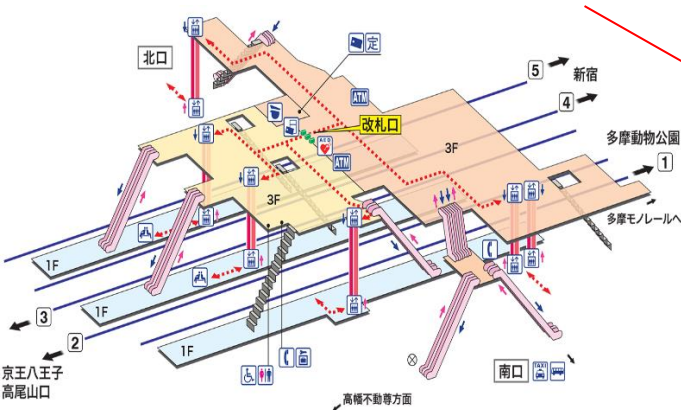 北口
定
5
新宿
4
ATM
改札口
AED
3F
多摩動物公園
1
ATM
多摩モノレールへ
3F
1F
3
1F
2
1F
京王八王子
高尾山口
南口
TAXI
高幡不動尊方面